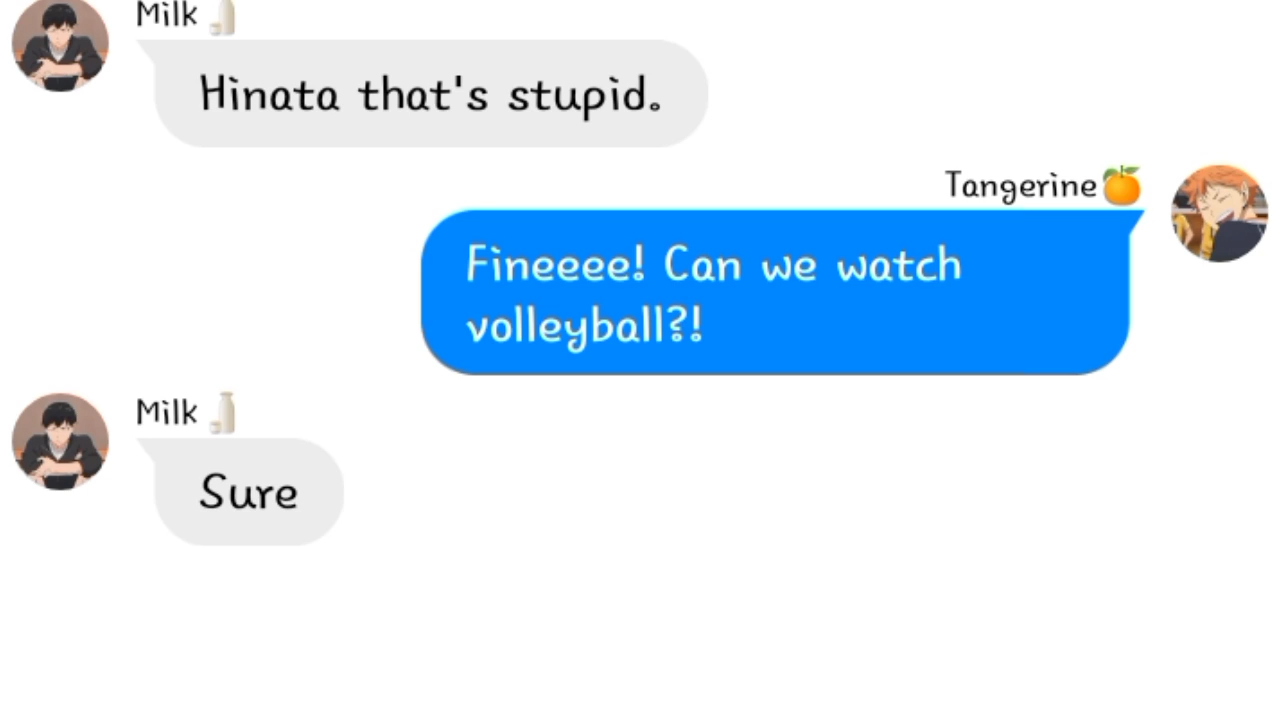 Milk🥛
Hinata that's stupid.
Tangerine🍊
Fineeee! Can we watch
volleyball?!
Milk🥛
Sure